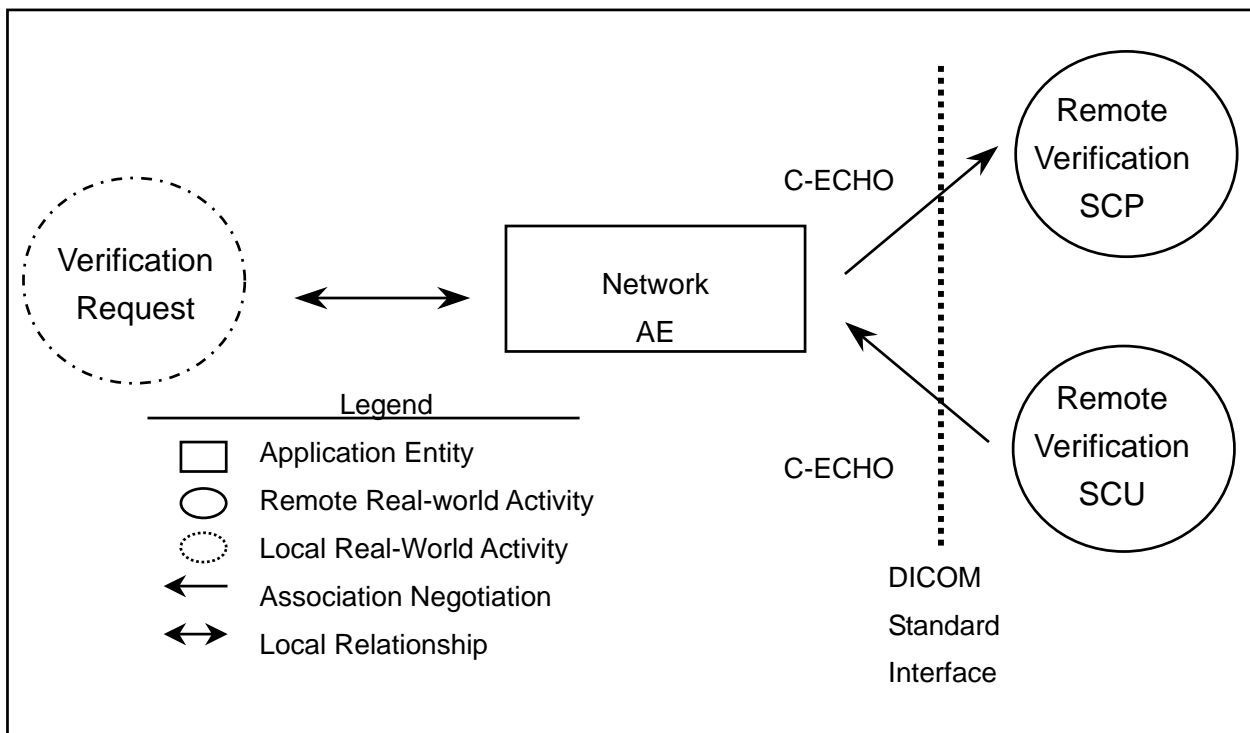 Verification
Request
Network
AE
C-ECHO
Remote
Verification
SCP
C-ECHO
Remote
Verification
SCU
DICOM
Standard
Interface
Legend
Application Entity
Remote Real-world Activity
Local Real-World Activity
Association Negotiation
Local Relationship